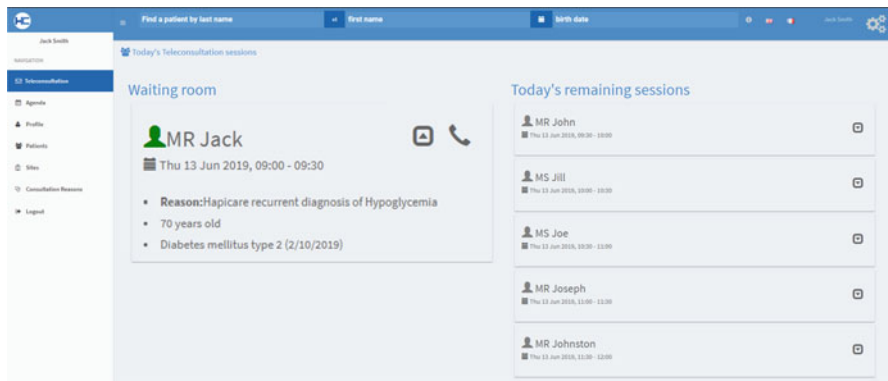 HC
Find a patient by last name
first name
birth date
Jack Smith
Jack Smith
NAVIGATION
Teleconsultation
Agenda
Profile
Patients
Sites
Consultation Reasons
Logout
Today's Teleconsultation sessions
Waiting room
MR Jack
Thu 13 Jun 2019, 09:00 - 09:30
Reason:Hapicare recurrent diagnosis of Hypoglycemia
70 years old
Diabetes mellitus type 2 (2/10/2019)
Today's remaining sessions
MR John
Thu 13 Jun 2019, 09:30 - 10:00
MS Jill
Thu 13 Jun 2019, 10:00 - 10:30
MS Joe
Thu 13 Jun 2019, 10:30 - 11:00
MR Joseph
Thu 13 Jun 2019, 11:00 - 11:30
MR Johnston
Thu 13 Jun 2019, 11:30 - 12:00